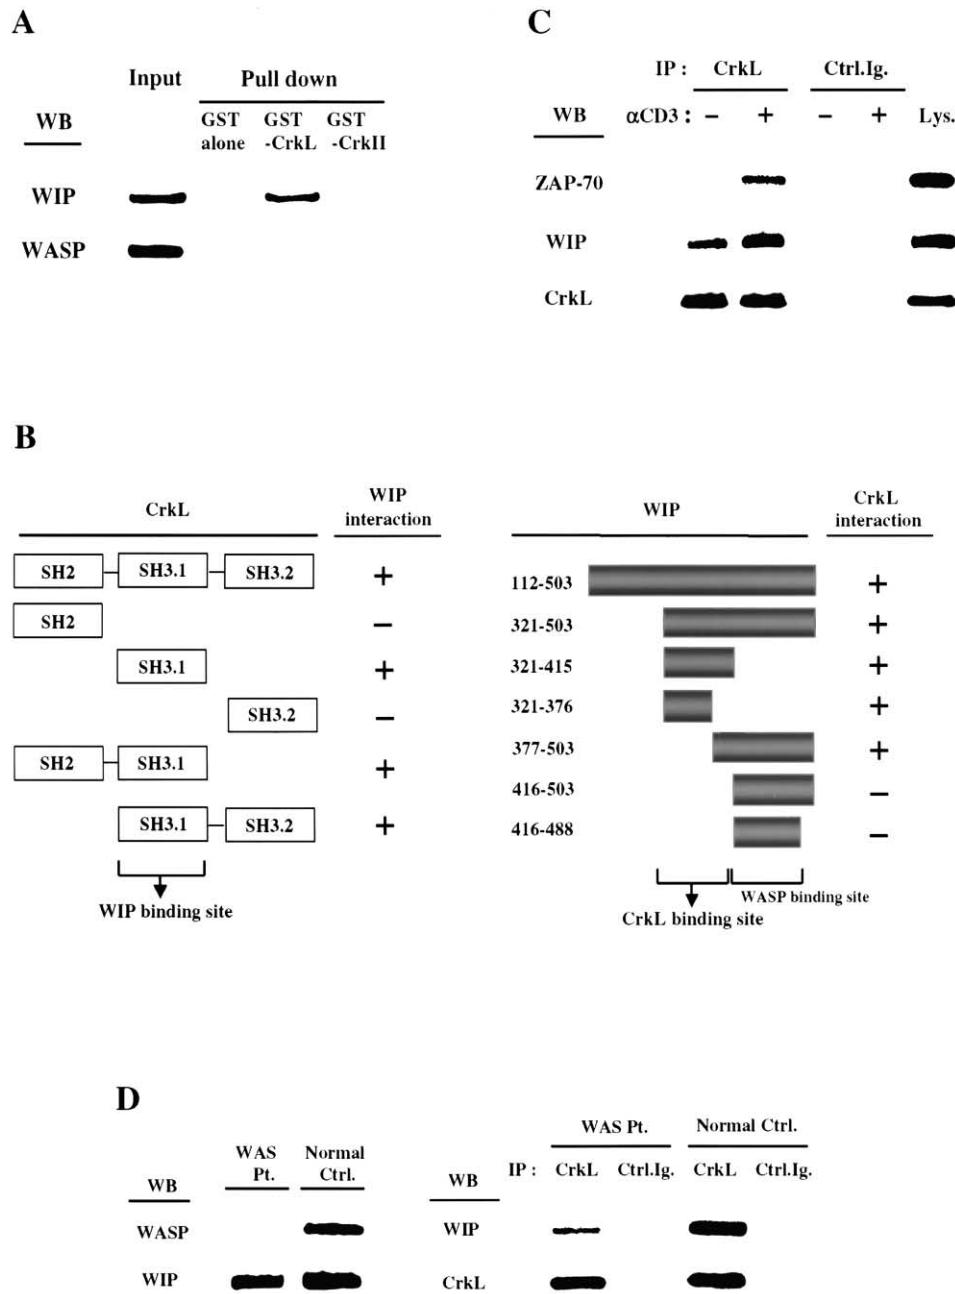 A
Input Pull down
WB GST alone GST -CrkL GST -CrkII
WIP
WASP
C
IP : CrkL Ctrl.Ig.
WB αCD3 : − + − + Lys.
ZAP-70
WIP
CrkL
B
CrkL WIP interaction
SH2 SH3.1 SH3.2 +
SH2 −
SH3.1 +
SH3.2 −
SH2 SH3.1 +
SH3.1 SH3.2 +
WIP binding site
WIP CrkL interaction
112-503 +
321-503 +
321-415 +
321-376 +
377-503 +
416-503 −
416-488 −
CrkL binding site WASP binding site
D
WB WAS Pt. Normal Ctrl.
WASP
WIP
WAS Pt. Normal Ctrl.
WB IP : CrkL Ctrl.Ig. CrkL Ctrl.Ig.
WIP
CrkL